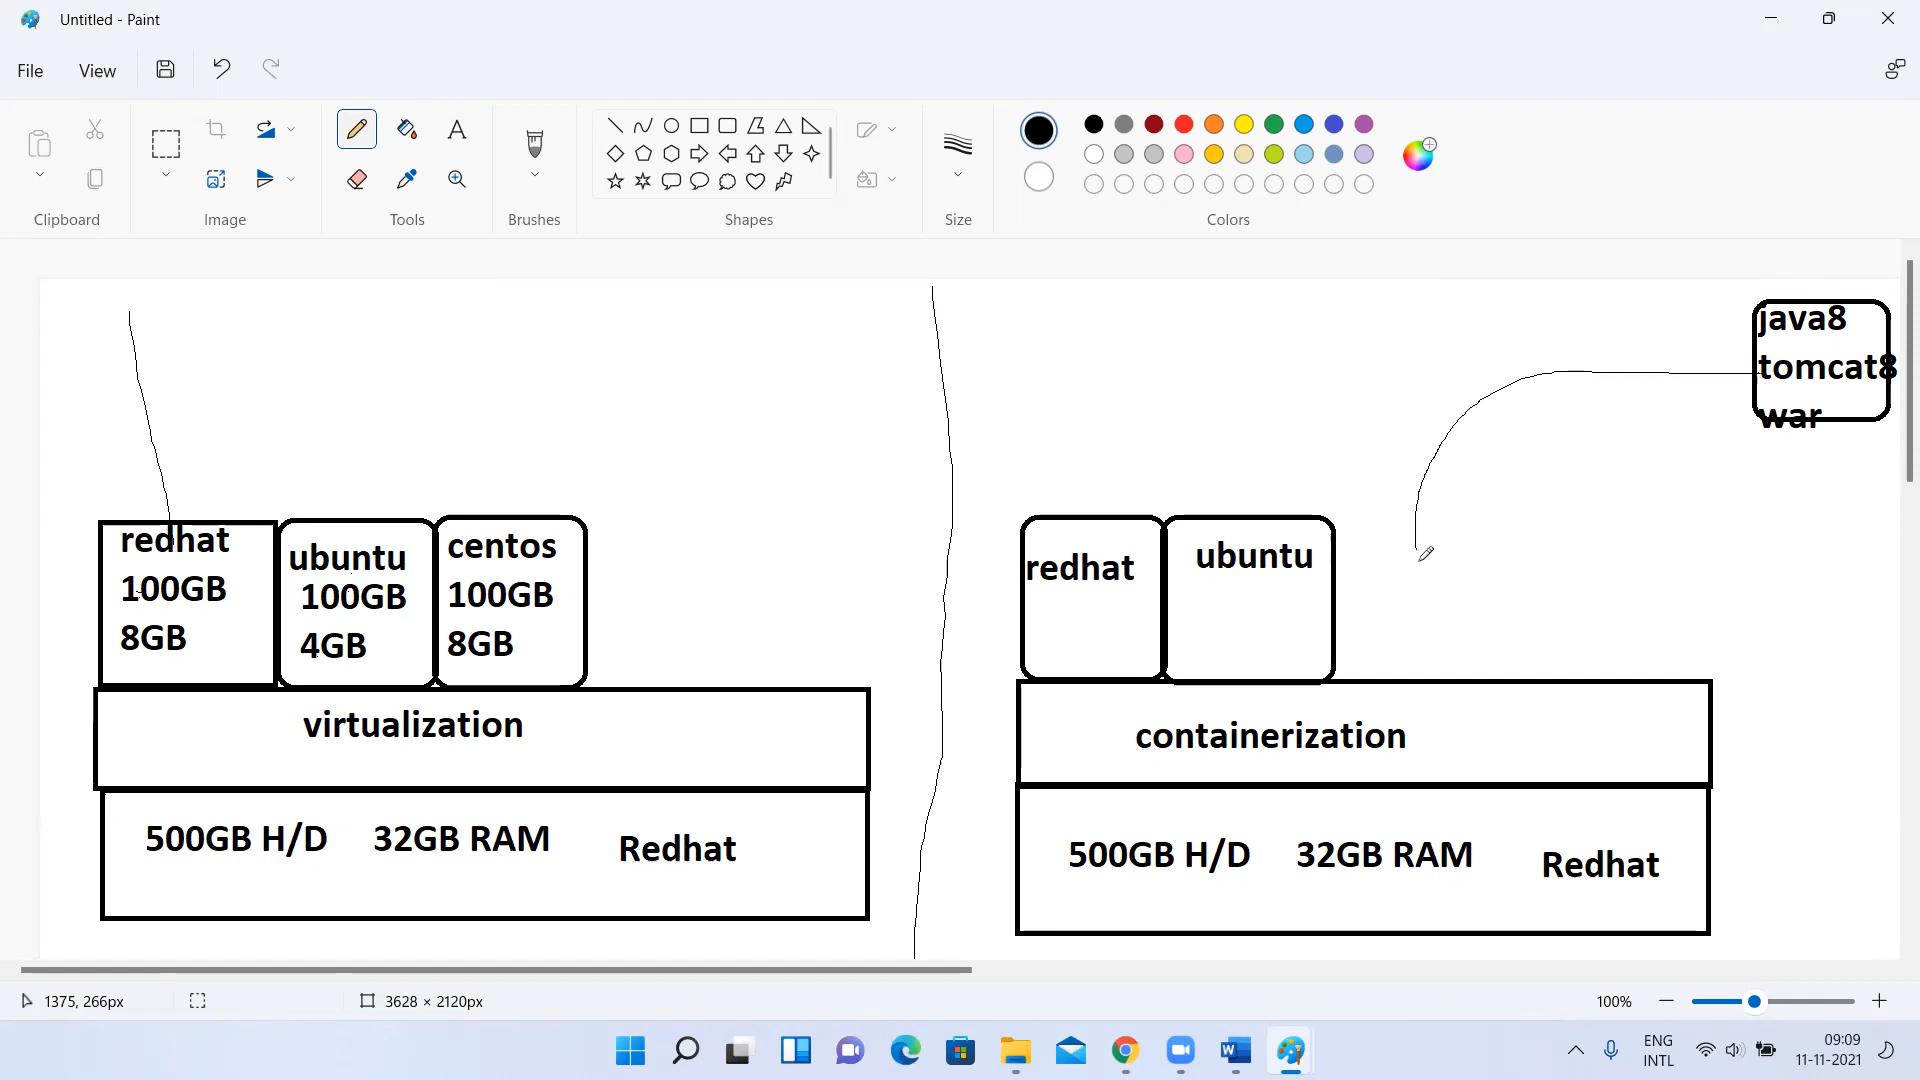 Untitled - Paint
File View
Clipboard Image Tools Brushes Shapes Size Colors
java8
tomcat8
war
redhat
100GB
8GB
ubuntu
100GB
4GB
centos
100GB
8GB
redhat
ubuntu
virtualization
containerization
500GB H/D 32GB RAM Redhat
500GB H/D 32GB RAM Redhat
1375, 266px 3628 × 2120px 100%
ENG
INTL
09:09
11-11-2021